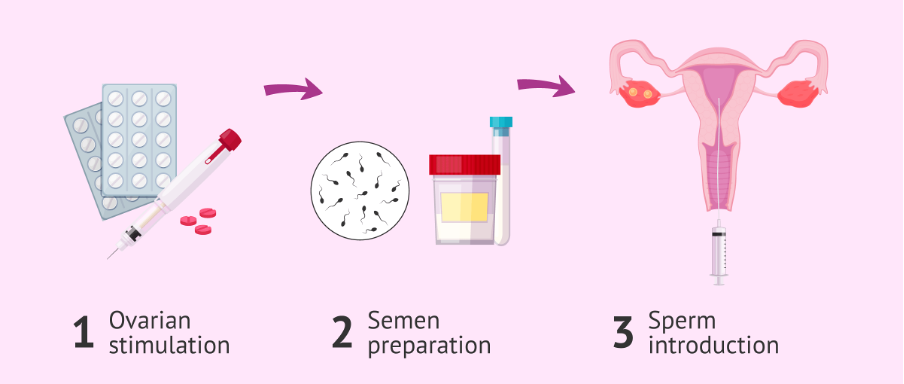 1 Ovarian
stimulation
2 Semen
preparation
3 Sperm
introduction